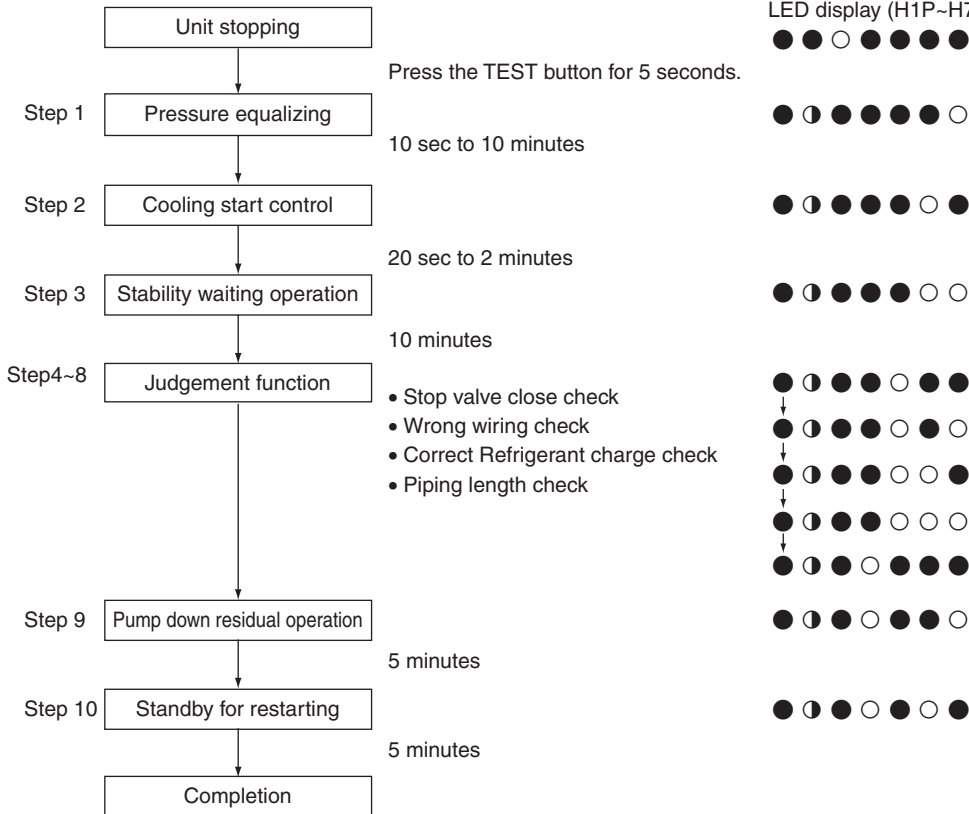 LED display (H1P~H7
Unit stopping
Press the TEST button for 5 seconds.
Step 1
Pressure equalizing
10 sec to 10 minutes
Step 2
Cooling start control
20 sec to 2 minutes
Step 3
Stability waiting operation
10 minutes
Step4~8
Judgement function
• Stop valve close check
• Wrong wiring check
• Correct Refrigerant charge check
• Piping length check
Step 9
Pump down residual operation
5 minutes
Step 10
Standby for restarting
5 minutes
Completion